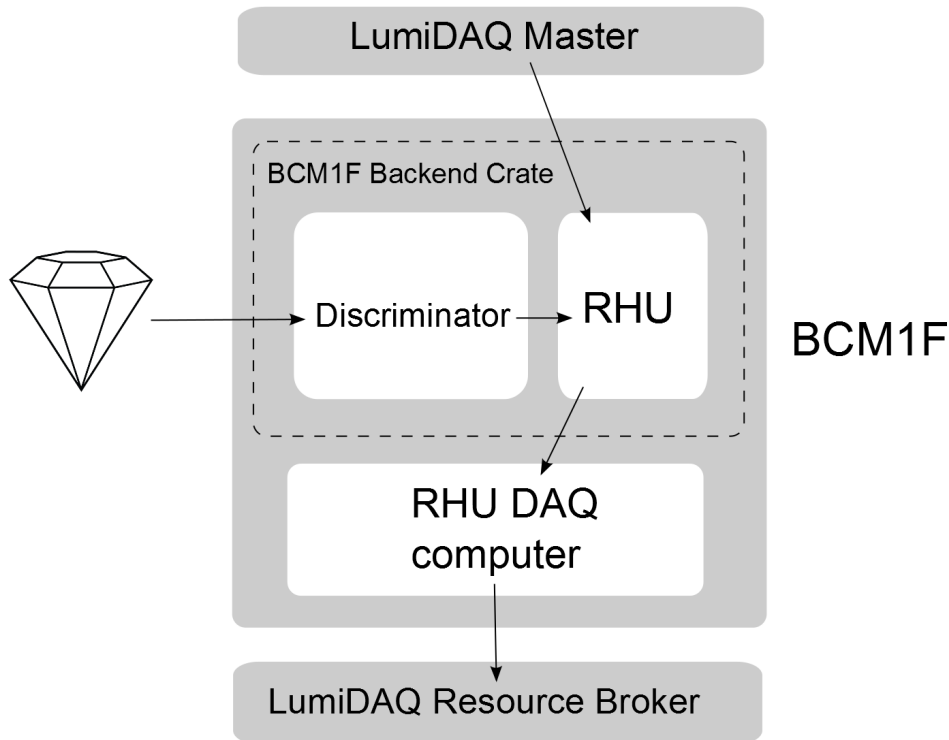 LumiDAQ Master
BCM1F Backend Crate
Discriminator
RHU
BCM1F
RHU DAQ
computer
LumiDAQ Resource Broker